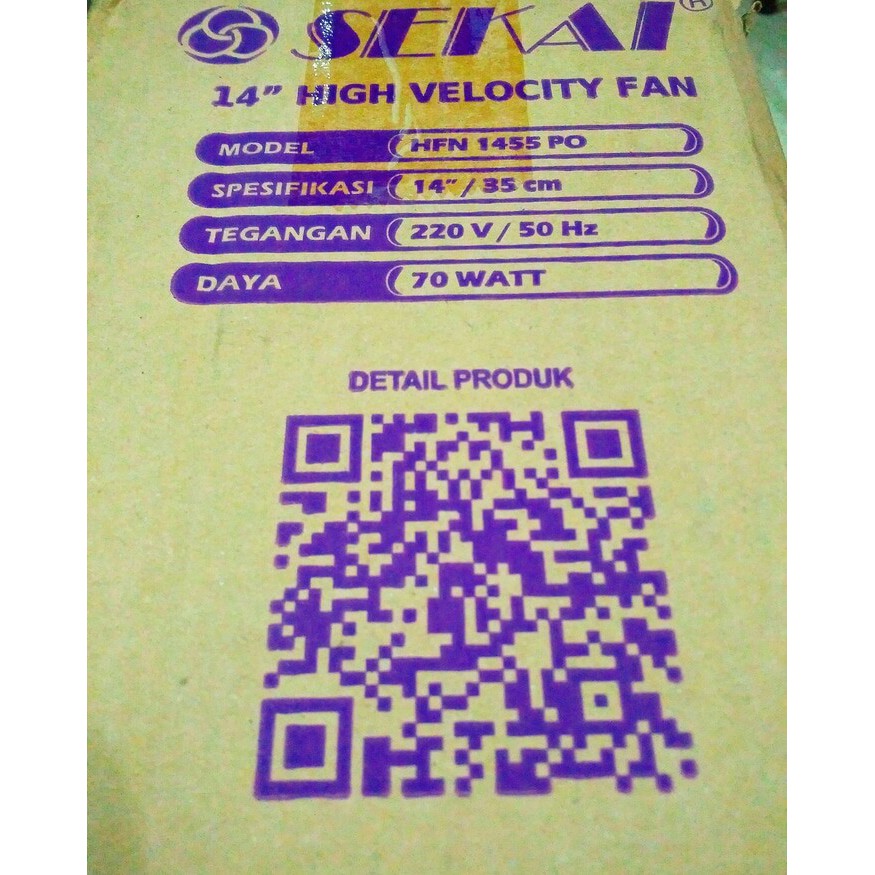 SEKAI®
14” HIGH VELOCITY FAN
MODEL HFN 1455 PO
SPESIFIKASI 14” / 35 cm
TEGANGAN 220 V / 50 Hz
DAYA 70 WATT
DETAIL PRODUK